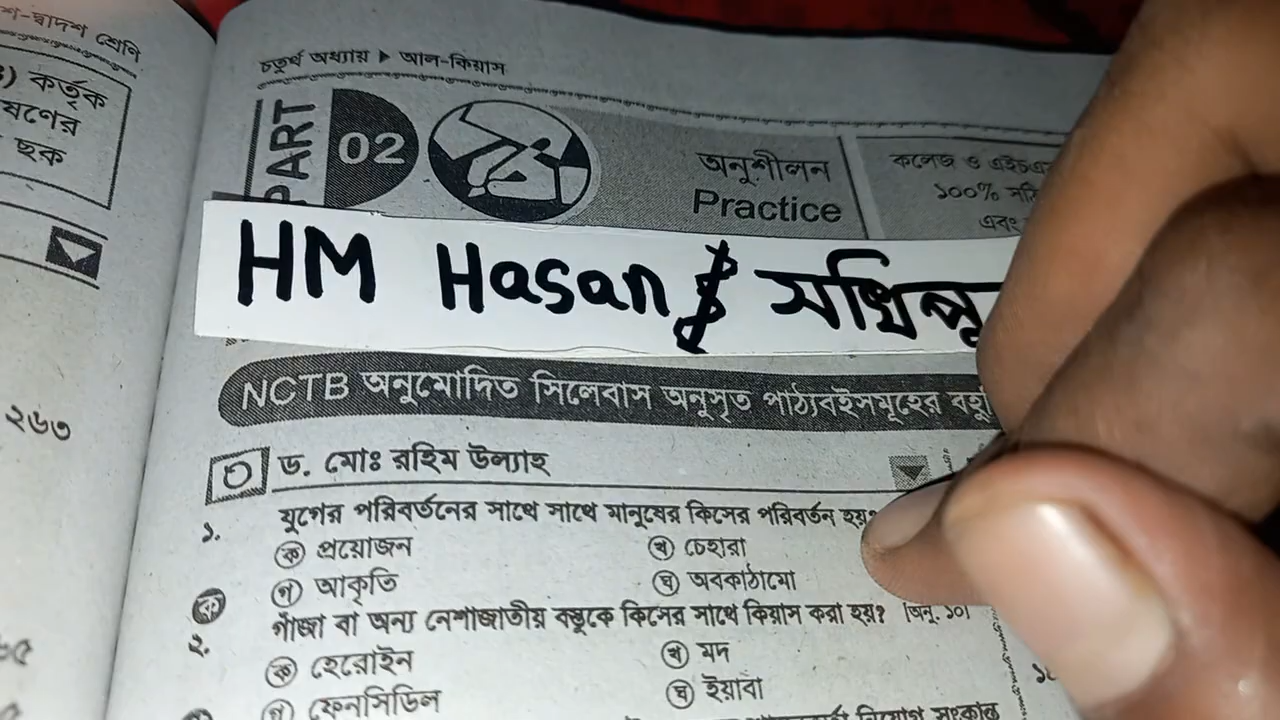 শ-দ্বাদশ শ্রেণি
কর্তৃক
ষণের
ছক
২৬৩
চতুর্থ অধ্যায় ▶ আল-কিয়াস
PART 02
অনুশীলন
Practice
কলেজ ও এইচএ
১০০%
এবং
HM Hasan
NCTB অনুমোদিত সিলেবাস অনুসৃত পাঠ্যবইসমূহের বহু
ড. মোঃ রহিম উল্যাহ
১. যুগের পরিবর্তনের সাথে সাথে মানুষের কিসের পরিবর্তন হয়?
ক প্রয়োজন খ চেহারা
গ আকৃতি ঘ অবকাঠামো
ক
২. গাঁজা বা অন্য নেশাজাতীয় বস্তুকে কিসের সাথে কিয়াস করা হয়? [অনু. ১০]
ক হেরোইন খ মদ
গ ফেনসিডিল ঘ ইয়াবা